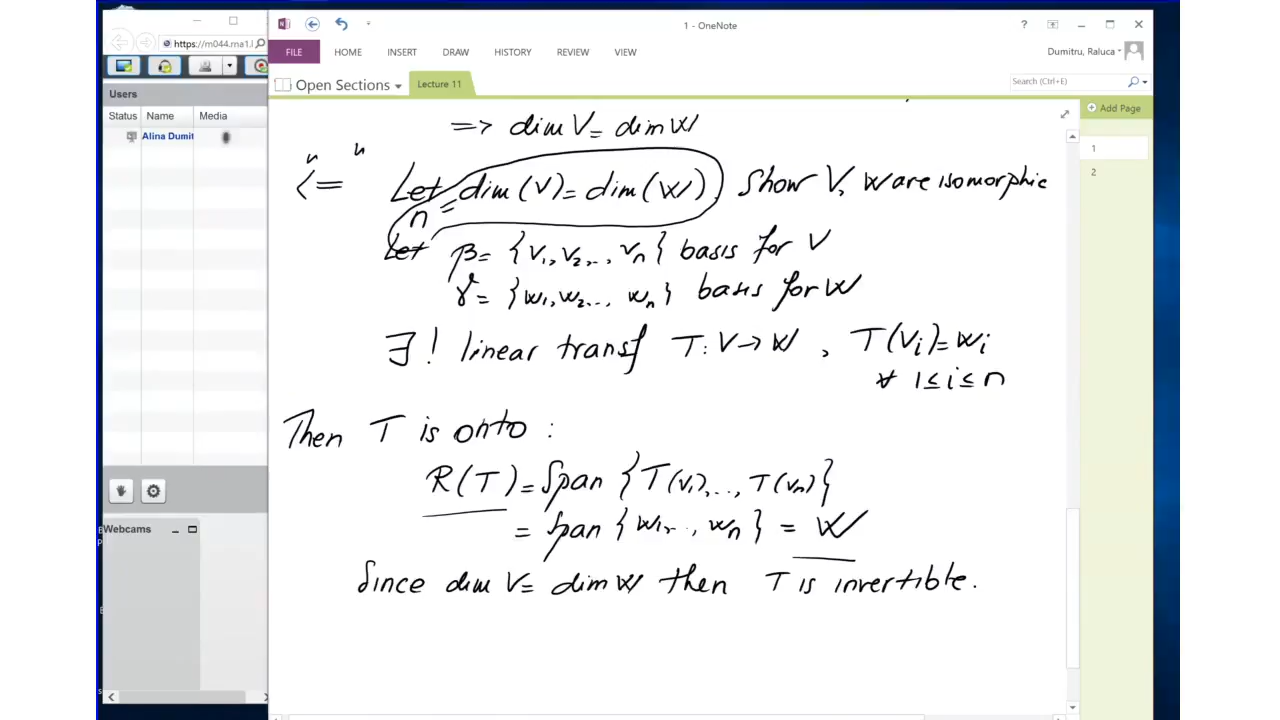 1 - OneNote
https://m044.rna1.l
FILE HOME INSERT DRAW HISTORY REVIEW VIEW
Dumitru, Raluca
Open Sections Lecture 11
Search (Ctrl+E)
Users
Status Name Media
Alina Dumit
Add Page
1
2
Webcams
=> dim V = dim W
"<=" Let dim(V) = dim(W). Show V, W are isomorphic
n =
Let β = {v1, v2, .., vn} basis for V
γ = {w1, w2..., wn} basis for W
∃! linear transf T: V → W, T(vi) = wi
∀ 1 ≤ i ≤ n
Then T is onto:
R(T) = Span {T(v1), .., T(vn)}
= Span {w1, .., wn} = W
Since dim V = dim W then T is invertible.